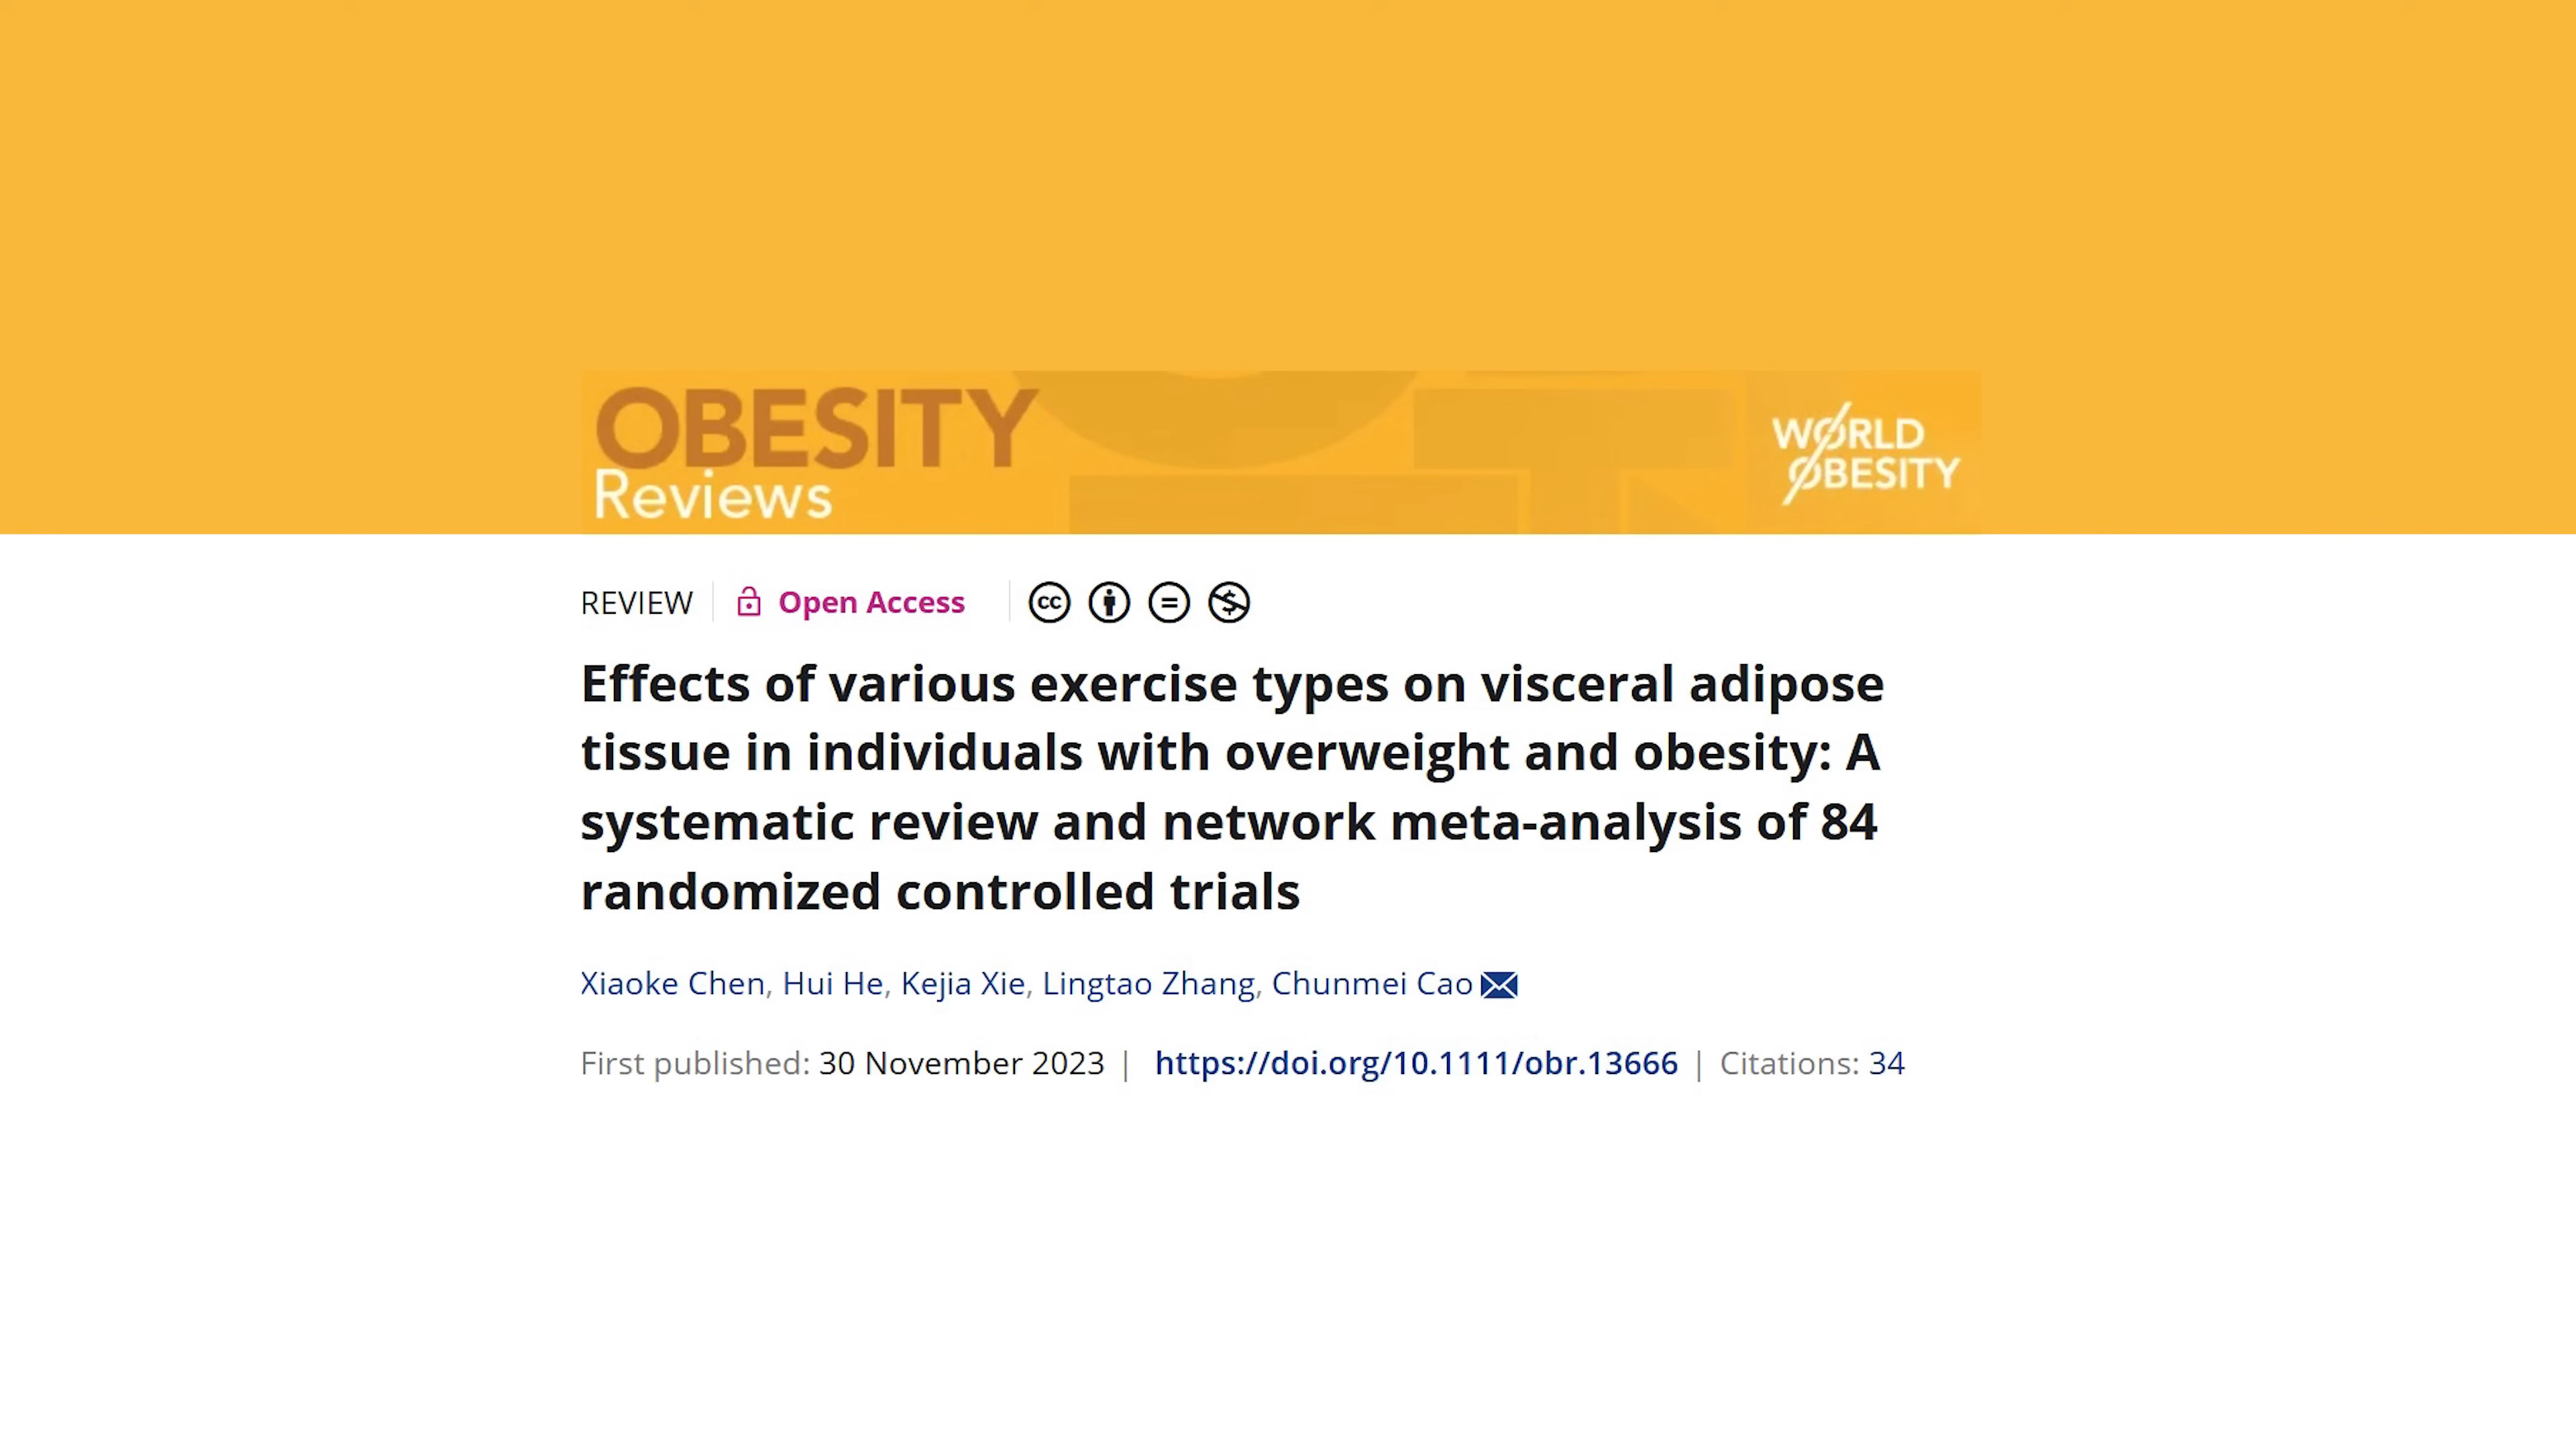 OBESITY
Reviews
WORLD
OBESITY
REVIEW | Open Access
Effects of various exercise types on visceral adipose
tissue in individuals with overweight and obesity: A
systematic review and network meta-analysis of 84
randomized controlled trials
Xiaoke Chen, Hui He, Kejia Xie, Lingtao Zhang, Chunmei Cao
First published: 30 November 2023 | https://doi.org/10.1111/obr.13666 | Citations: 34